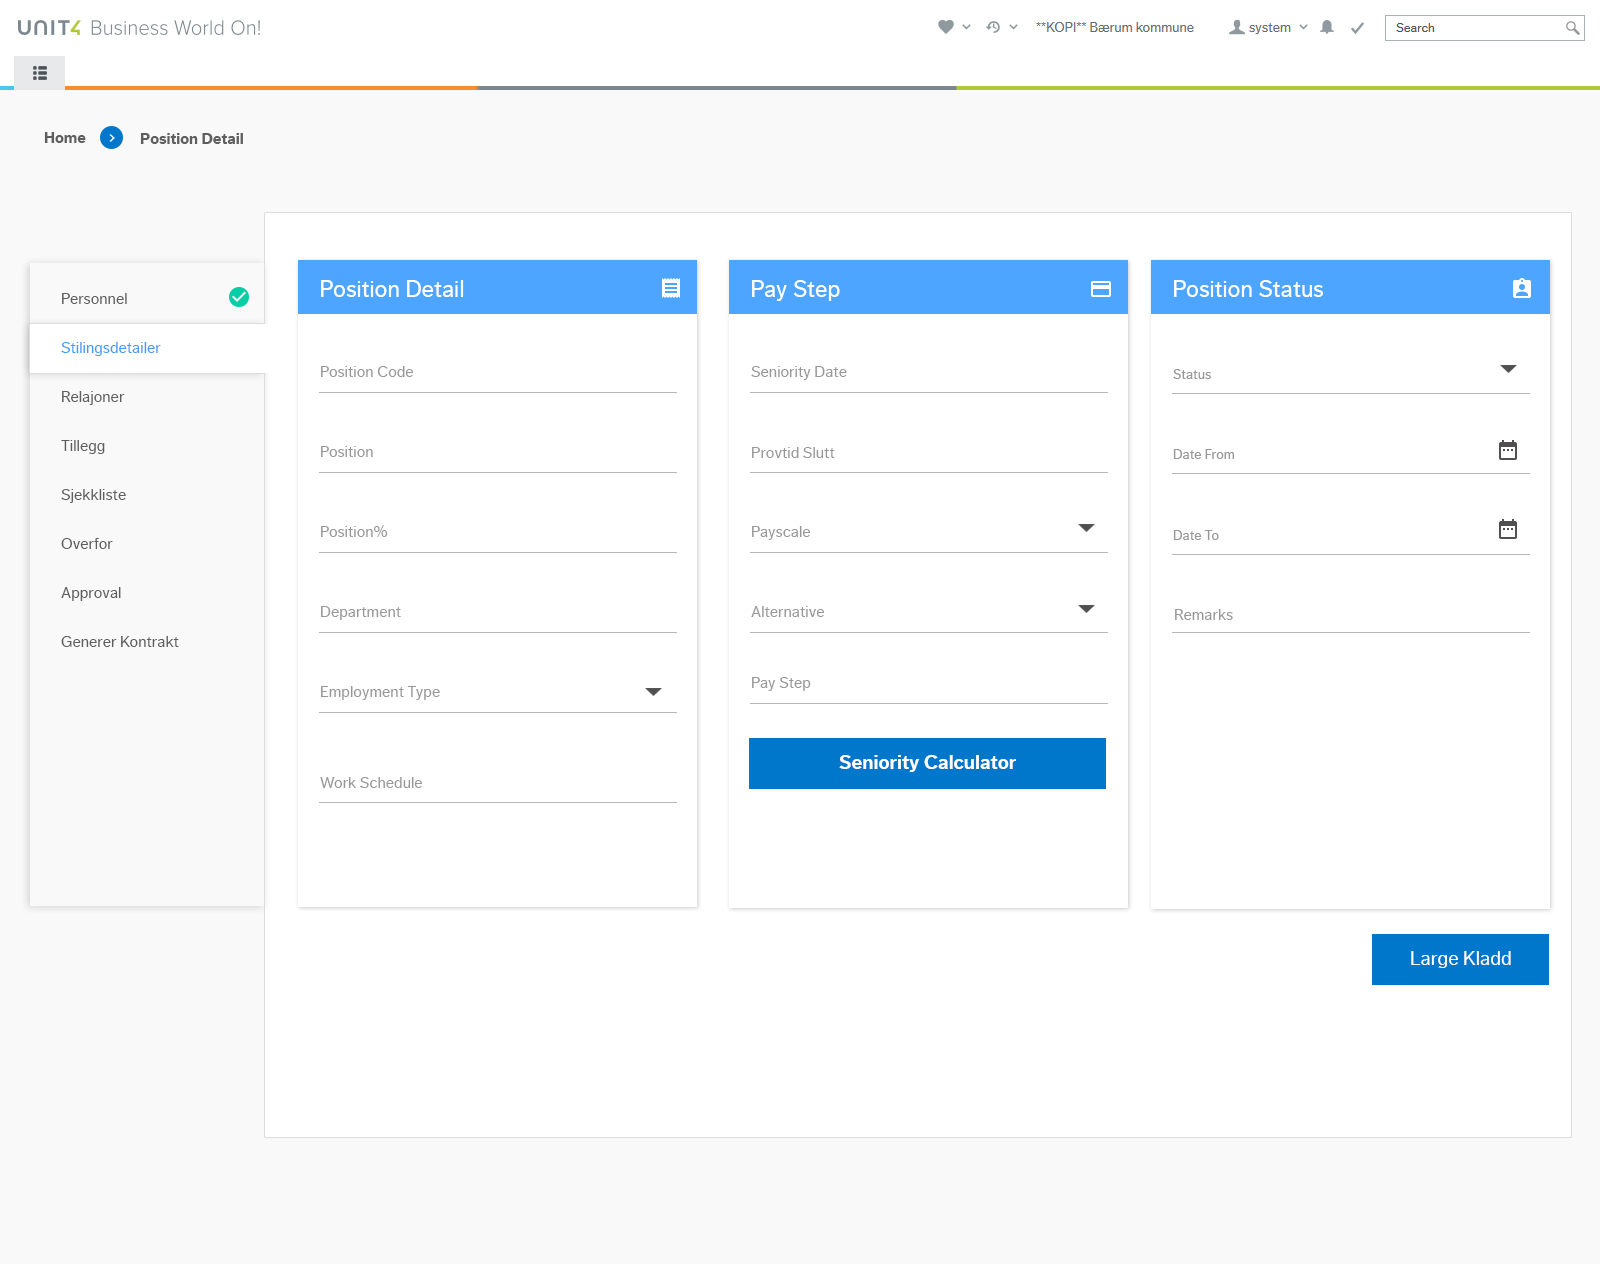 UNIT4 Business World On!
**KOPI** Bærum kommune
system
Search
Home
Position Detail
Personnel
Stilingsdetailer
Relajoner
Tillegg
Sjekkliste
Overfor
Approval
Generer Kontrakt
Position Detail
Position Code
Position
Position%
Department
Employment Type
Work Schedule
Pay Step
Seniority Date
Provtid Slutt
Payscale
Alternative
Pay Step
Seniority Calculator
Position Status
Status
Date From
Date To
Remarks
Large Kladd